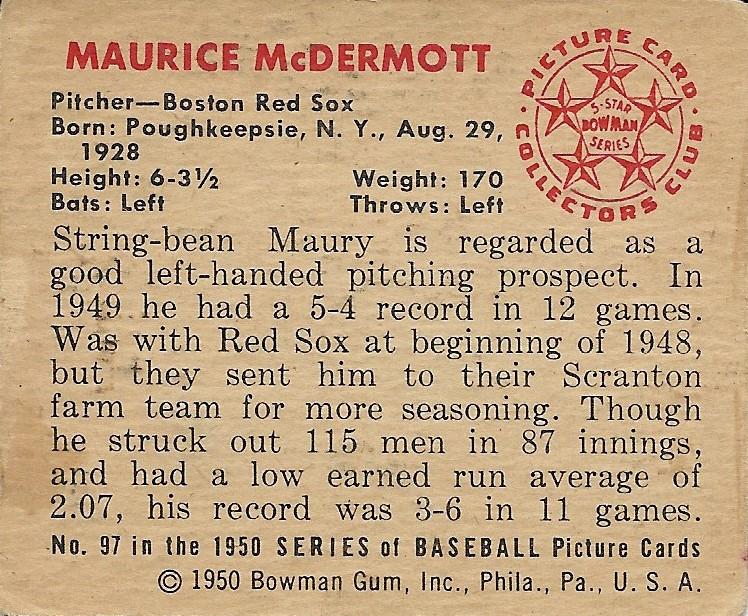 MAURICE McDERMOTT
Pitcher—Boston Red Sox
Born: Poughkeepsie, N. Y., Aug. 29,
1928
Height: 6-3½ Weight: 170
Bats: Left Throws: Left
· PICTURE CARD ·
COLLECTORS CLUB
5-STAR
BOWMAN
SERIES
String-bean Maury is regarded as a
good left-handed pitching prospect. In
1949 he had a 5-4 record in 12 games.
Was with Red Sox at beginning of 1948,
but they sent him to their Scranton
farm team for more seasoning. Though
he struck out 115 men in 87 innings,
and had a low earned run average of
2.07, his record was 3-6 in 11 games.
No. 97 in the 1950 SERIES of BASEBALL Picture Cards
© 1950 Bowman Gum, Inc., Phila., Pa., U. S. A.